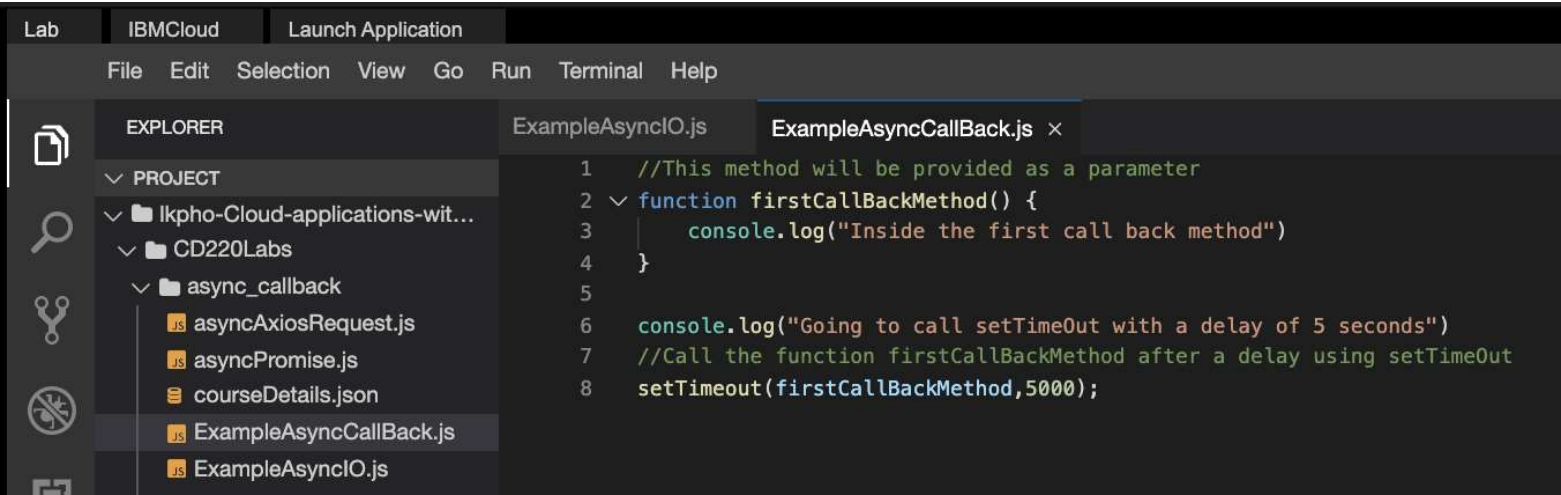 Lab IBMCloud Launch Application
File Edit Selection View Go Run Terminal Help
EXPLORER
PROJECT
lkpho-Cloud-applications-wit...
CD220Labs
async_callback
JS asyncAxiosRequest.js
JS asyncPromise.js
courseDetails.json
JS ExampleAsyncCallBack.js
JS ExampleAsyncIO.js
ExampleAsyncIO.js ExampleAsyncCallBack.js ×
1 //This method will be provided as a parameter
2 function firstCallBackMethod() {
3 console.log("Inside the first call back method")
4 }
5
6 console.log("Going to call setTimeOut with a delay of 5 seconds")
7 //Call the function firstCallBackMethod after a delay using setTimeOut
8 setTimeout(firstCallBackMethod,5000);